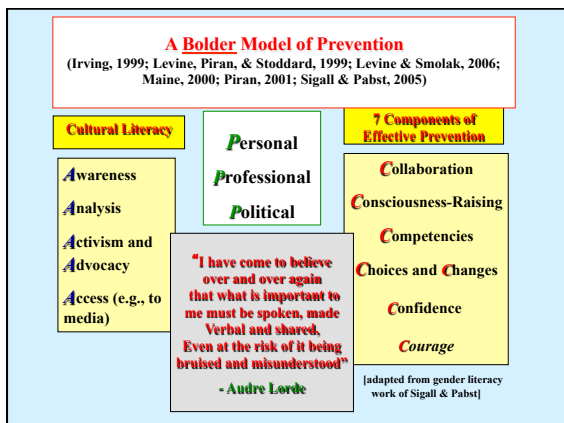 A Bolder Model of Prevention
(Irving, 1999; Levine, Piran, & Stoddard, 1999; Levine & Smolak, 2006;
Maine, 2000; Piran, 2001; Sigall & Pabst, 2005)
Cultural Literacy
Awareness
Analysis
Activism and
Advocacy
Access (e.g., to
media)
Personal
Professional
Political
"I have come to believe
over and over again
that what is important to
me must be spoken, made
Verbal and shared,
Even at the risk of it being
bruised and misunderstood"
- Audre Lorde
7 Components of
Effective Prevention
Collaboration
Consciousness-Raising
Competencies
Choices and Changes
Confidence
Courage
[adapted from gender literacy
work of Sigall & Pabst]